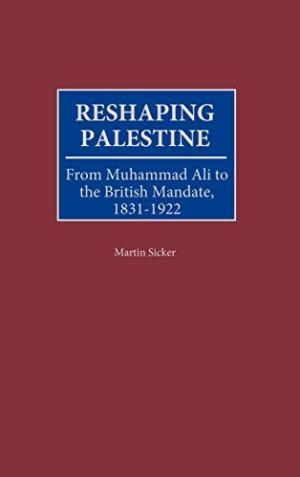 RESHAPING
PALESTINE
From Muhammad Ali to
the British Mandate,
1831-1922
Martin Sicker